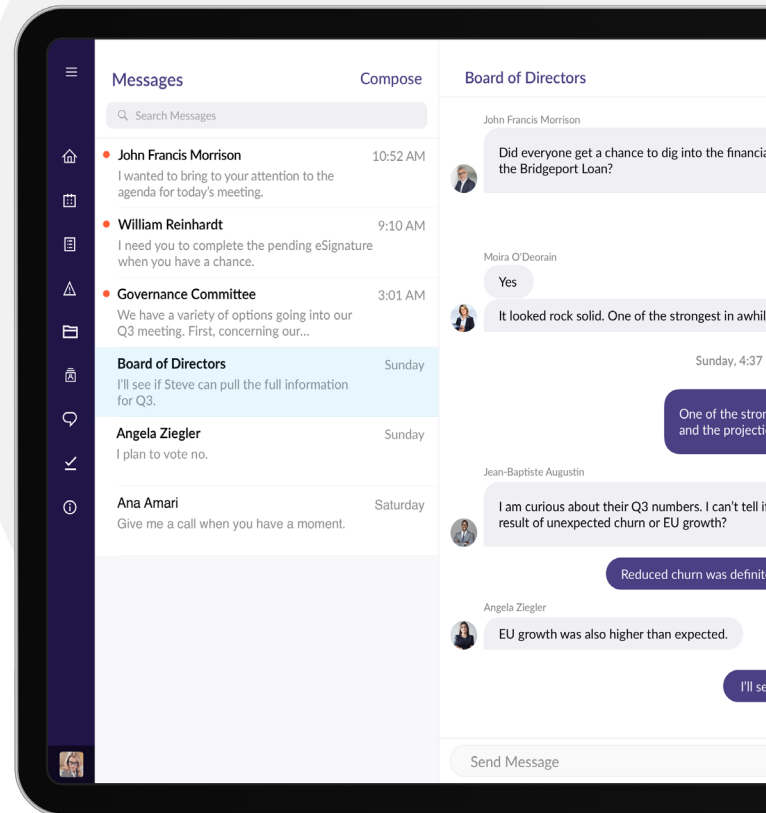 Messages
Compose
Search Messages
John Francis Morrison
10:52 AM
I wanted to bring to your attention to the
agenda for today's meeting.
William Reinhardt
9:10 AM
I need you to complete the pending eSignature
when you have a chance.
Governance Committee
3:01 AM
We have a variety of options going into our
Q3 meeting. First, concerning our...
Board of Directors
Sunday
I'll see if Steve can pull the full information
for Q3.
Angela Ziegler
Sunday
I plan to vote no.
Ana Amari
Saturday
Give me a call when you have a moment.
Board of Directors
John Francis Morrison
Did everyone get a chance to dig into the
the Bridgeport Loan?
Moira O'Deorain
Yes
It looked rock solid. One of the strongest in
Sunday, 4:37
One of the
and the
Jean-Baptiste Augustin
I am curious about their Q3 numbers. I can't tell
result of unexpected churn or EU growth?
Reduced churn was
Angela Ziegler
EU growth was also higher than expected.
I'll
Send Message